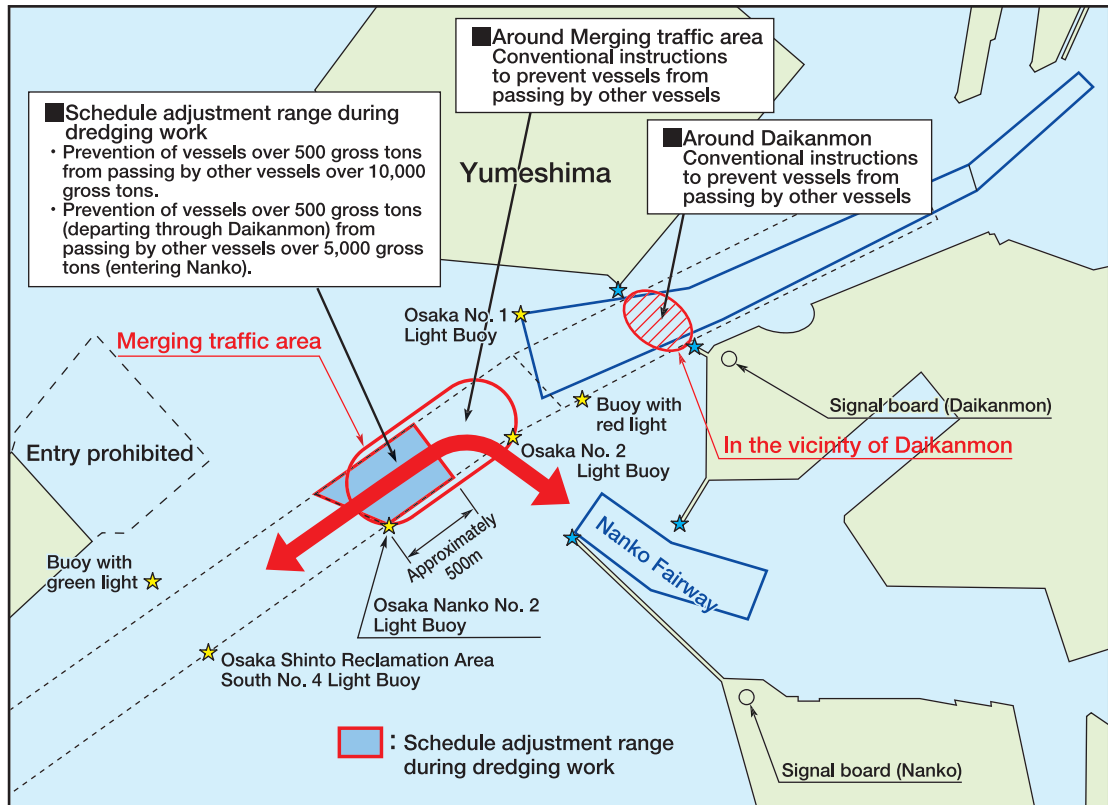 ■Around Merging traffic area
Conventional instructions
to prevent vessels from
passing by other vessels
■Schedule adjustment range during
dredging work
・Prevention of vessels over 500 gross tons
from passing by other vessels over 10,000
gross tons.
・Prevention of vessels over 500 gross tons
(departing through Daikanmon) from
passing by other vessels over 5,000 gross
tons (entering Nanko).
■Around Daikanmon
Conventional instructions
to prevent vessels from
passing by other vessels
Yumeshima
Osaka No. 1
Light Buoy
Merging traffic area
Buoy with
red light
Signal board (Daikanmon)
In the vicinity of Daikanmon
Entry prohibited
Osaka No. 2
Light Buoy
Approximately
500m
Nanko Fairway
Buoy with
green light
Osaka Nanko No. 2
Light Buoy
Osaka Shinto Reclamation Area
South No. 4 Light Buoy
: Schedule adjustment range
during dredging work
Signal board (Nanko)